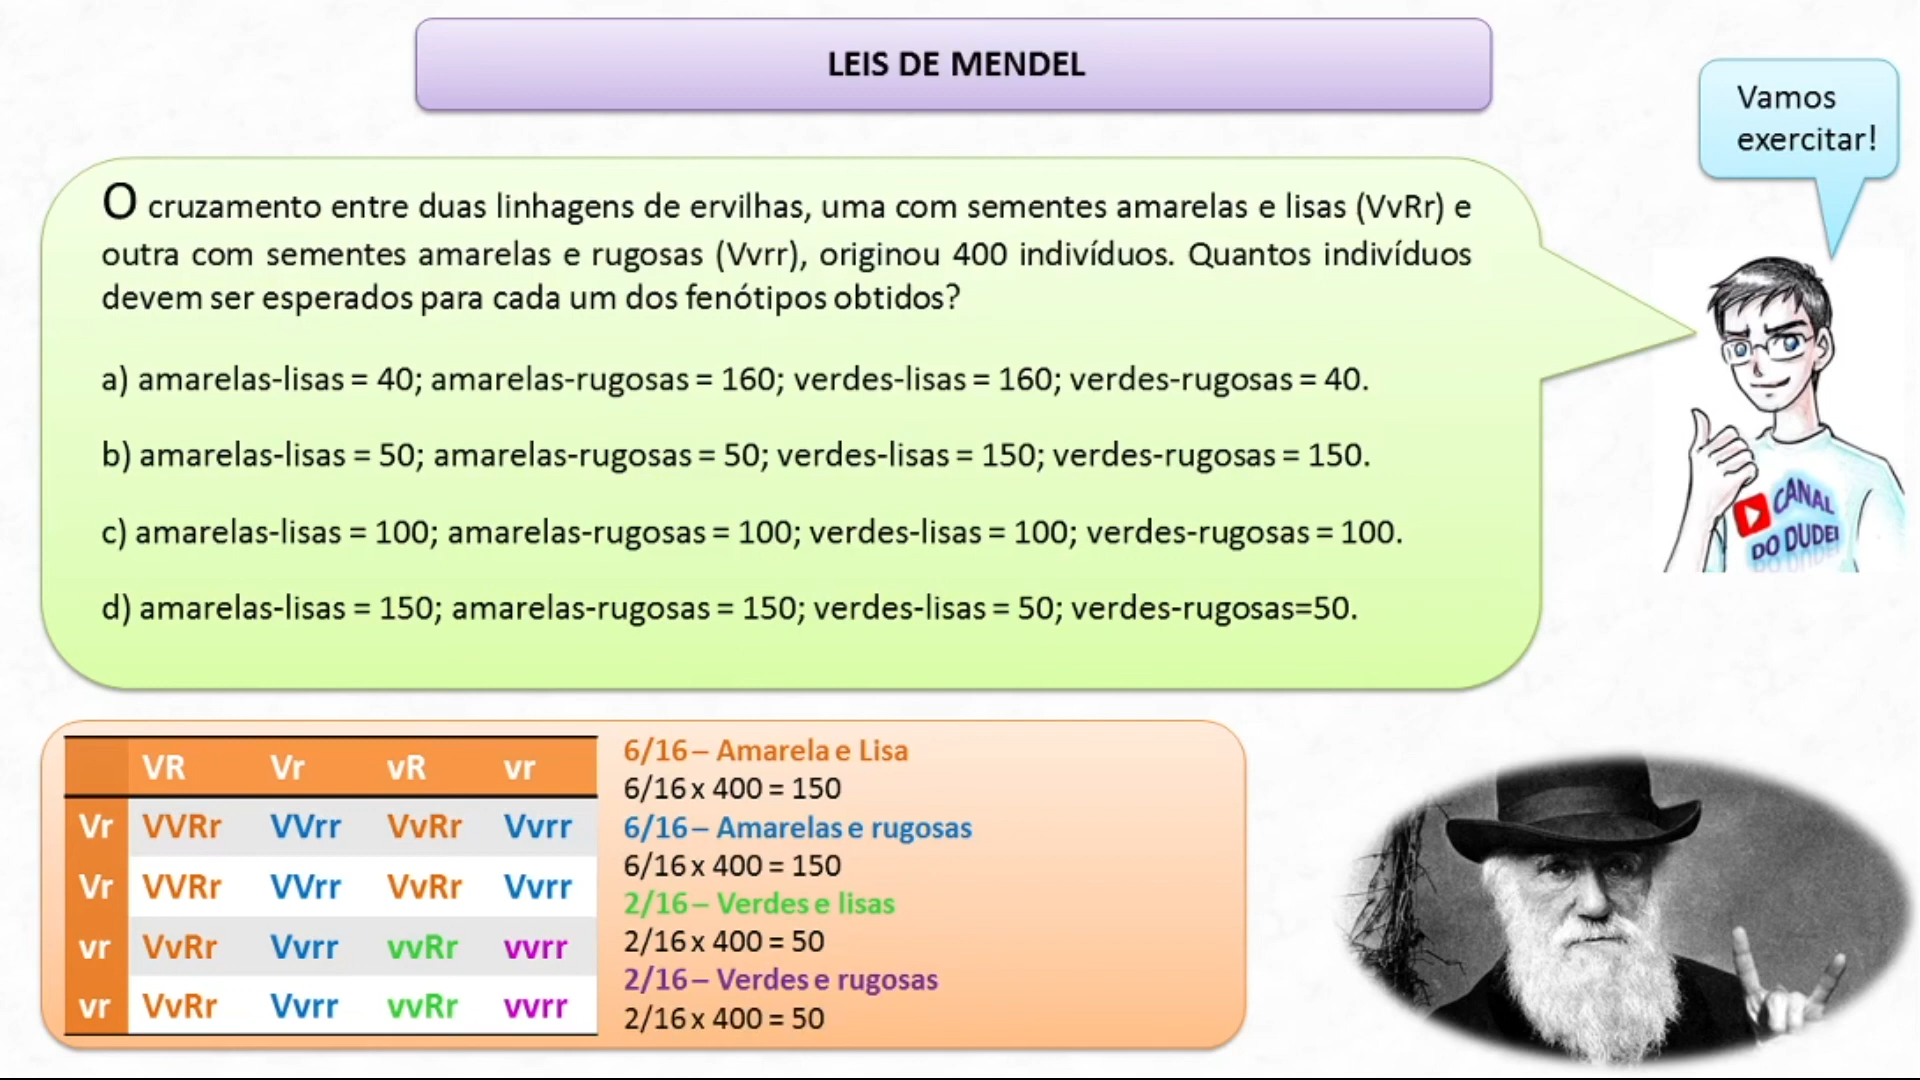 LEIS DE MENDEL
Vamos
exercitar!
O cruzamento entre duas linhagens de ervilhas, uma com sementes amarelas e lisas (VvRr) e
outra com sementes amarelas e rugosas (Vvrr), originou 400 indivíduos. Quantos indivíduos
devem ser esperados para cada um dos fenótipos obtidos?
a) amarelas-lisas = 40; amarelas-rugosas = 160; verdes-lisas = 160; verdes-rugosas = 40.
b) amarelas-lisas = 50; amarelas-rugosas = 50; verdes-lisas = 150; verdes-rugosas = 150.
c) amarelas-lisas = 100; amarelas-rugosas = 100; verdes-lisas = 100; verdes-rugosas = 100.
d) amarelas-lisas = 150; amarelas-rugosas = 150; verdes-lisas = 50; verdes-rugosas=50.
CANAL
DO DUDEI
VR Vr vR vr
Vr VVRr VVrr VvRr Vvrr
Vr VVRr VVrr VvRr Vvrr
vr VvRr Vvrr vvRr vvrr
vr VvRr Vvrr vvRr vvrr
6/16 – Amarela e Lisa
6/16 x 400 = 150
6/16 – Amarelas e rugosas
6/16 x 400 = 150
2/16 – Verdes e lisas
2/16 x 400 = 50
2/16 – Verdes e rugosas
2/16 x 400 = 50